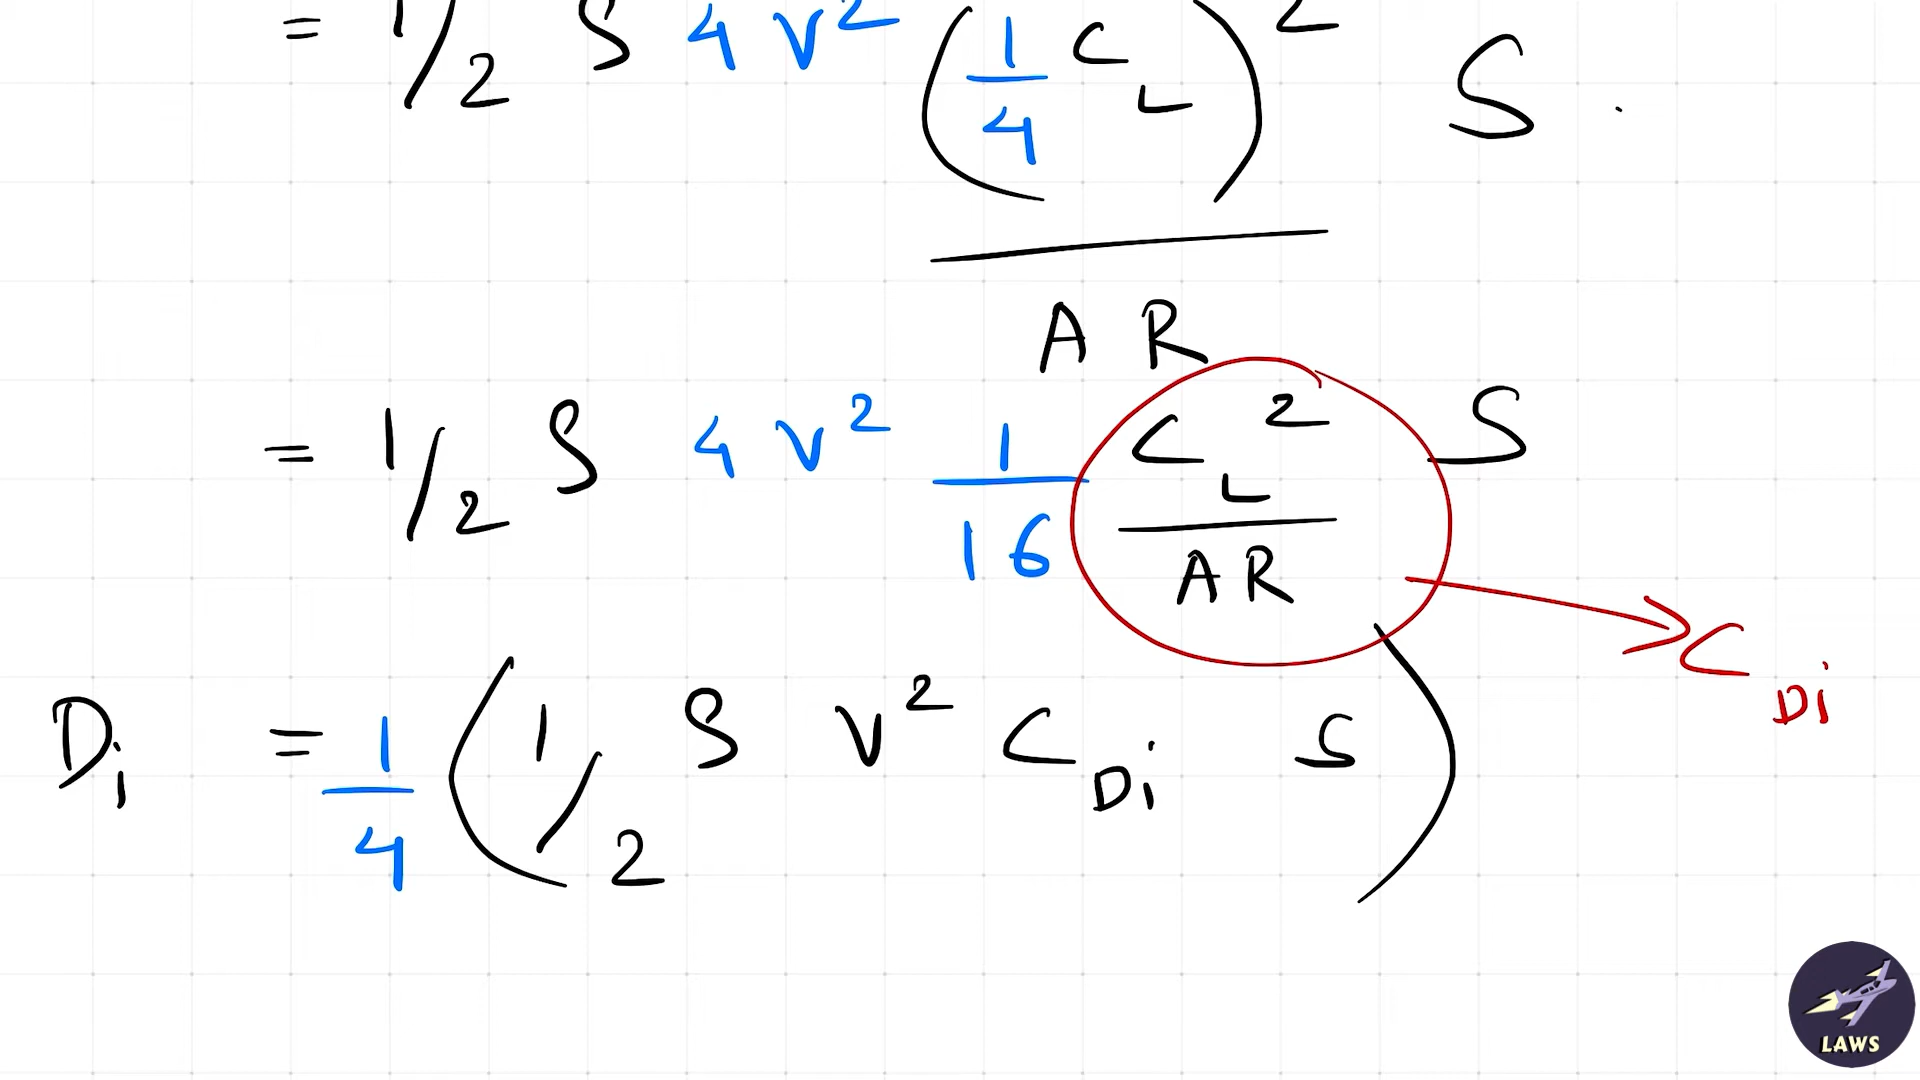 = 1/2 S 4 V² (1/4 C_L)² S .
A R
= 1/2 S 4 V² 1/16 C_L² / AR S
C_Di
D_i = 1/4 (1/2 S V² C_Di S)
LAWS